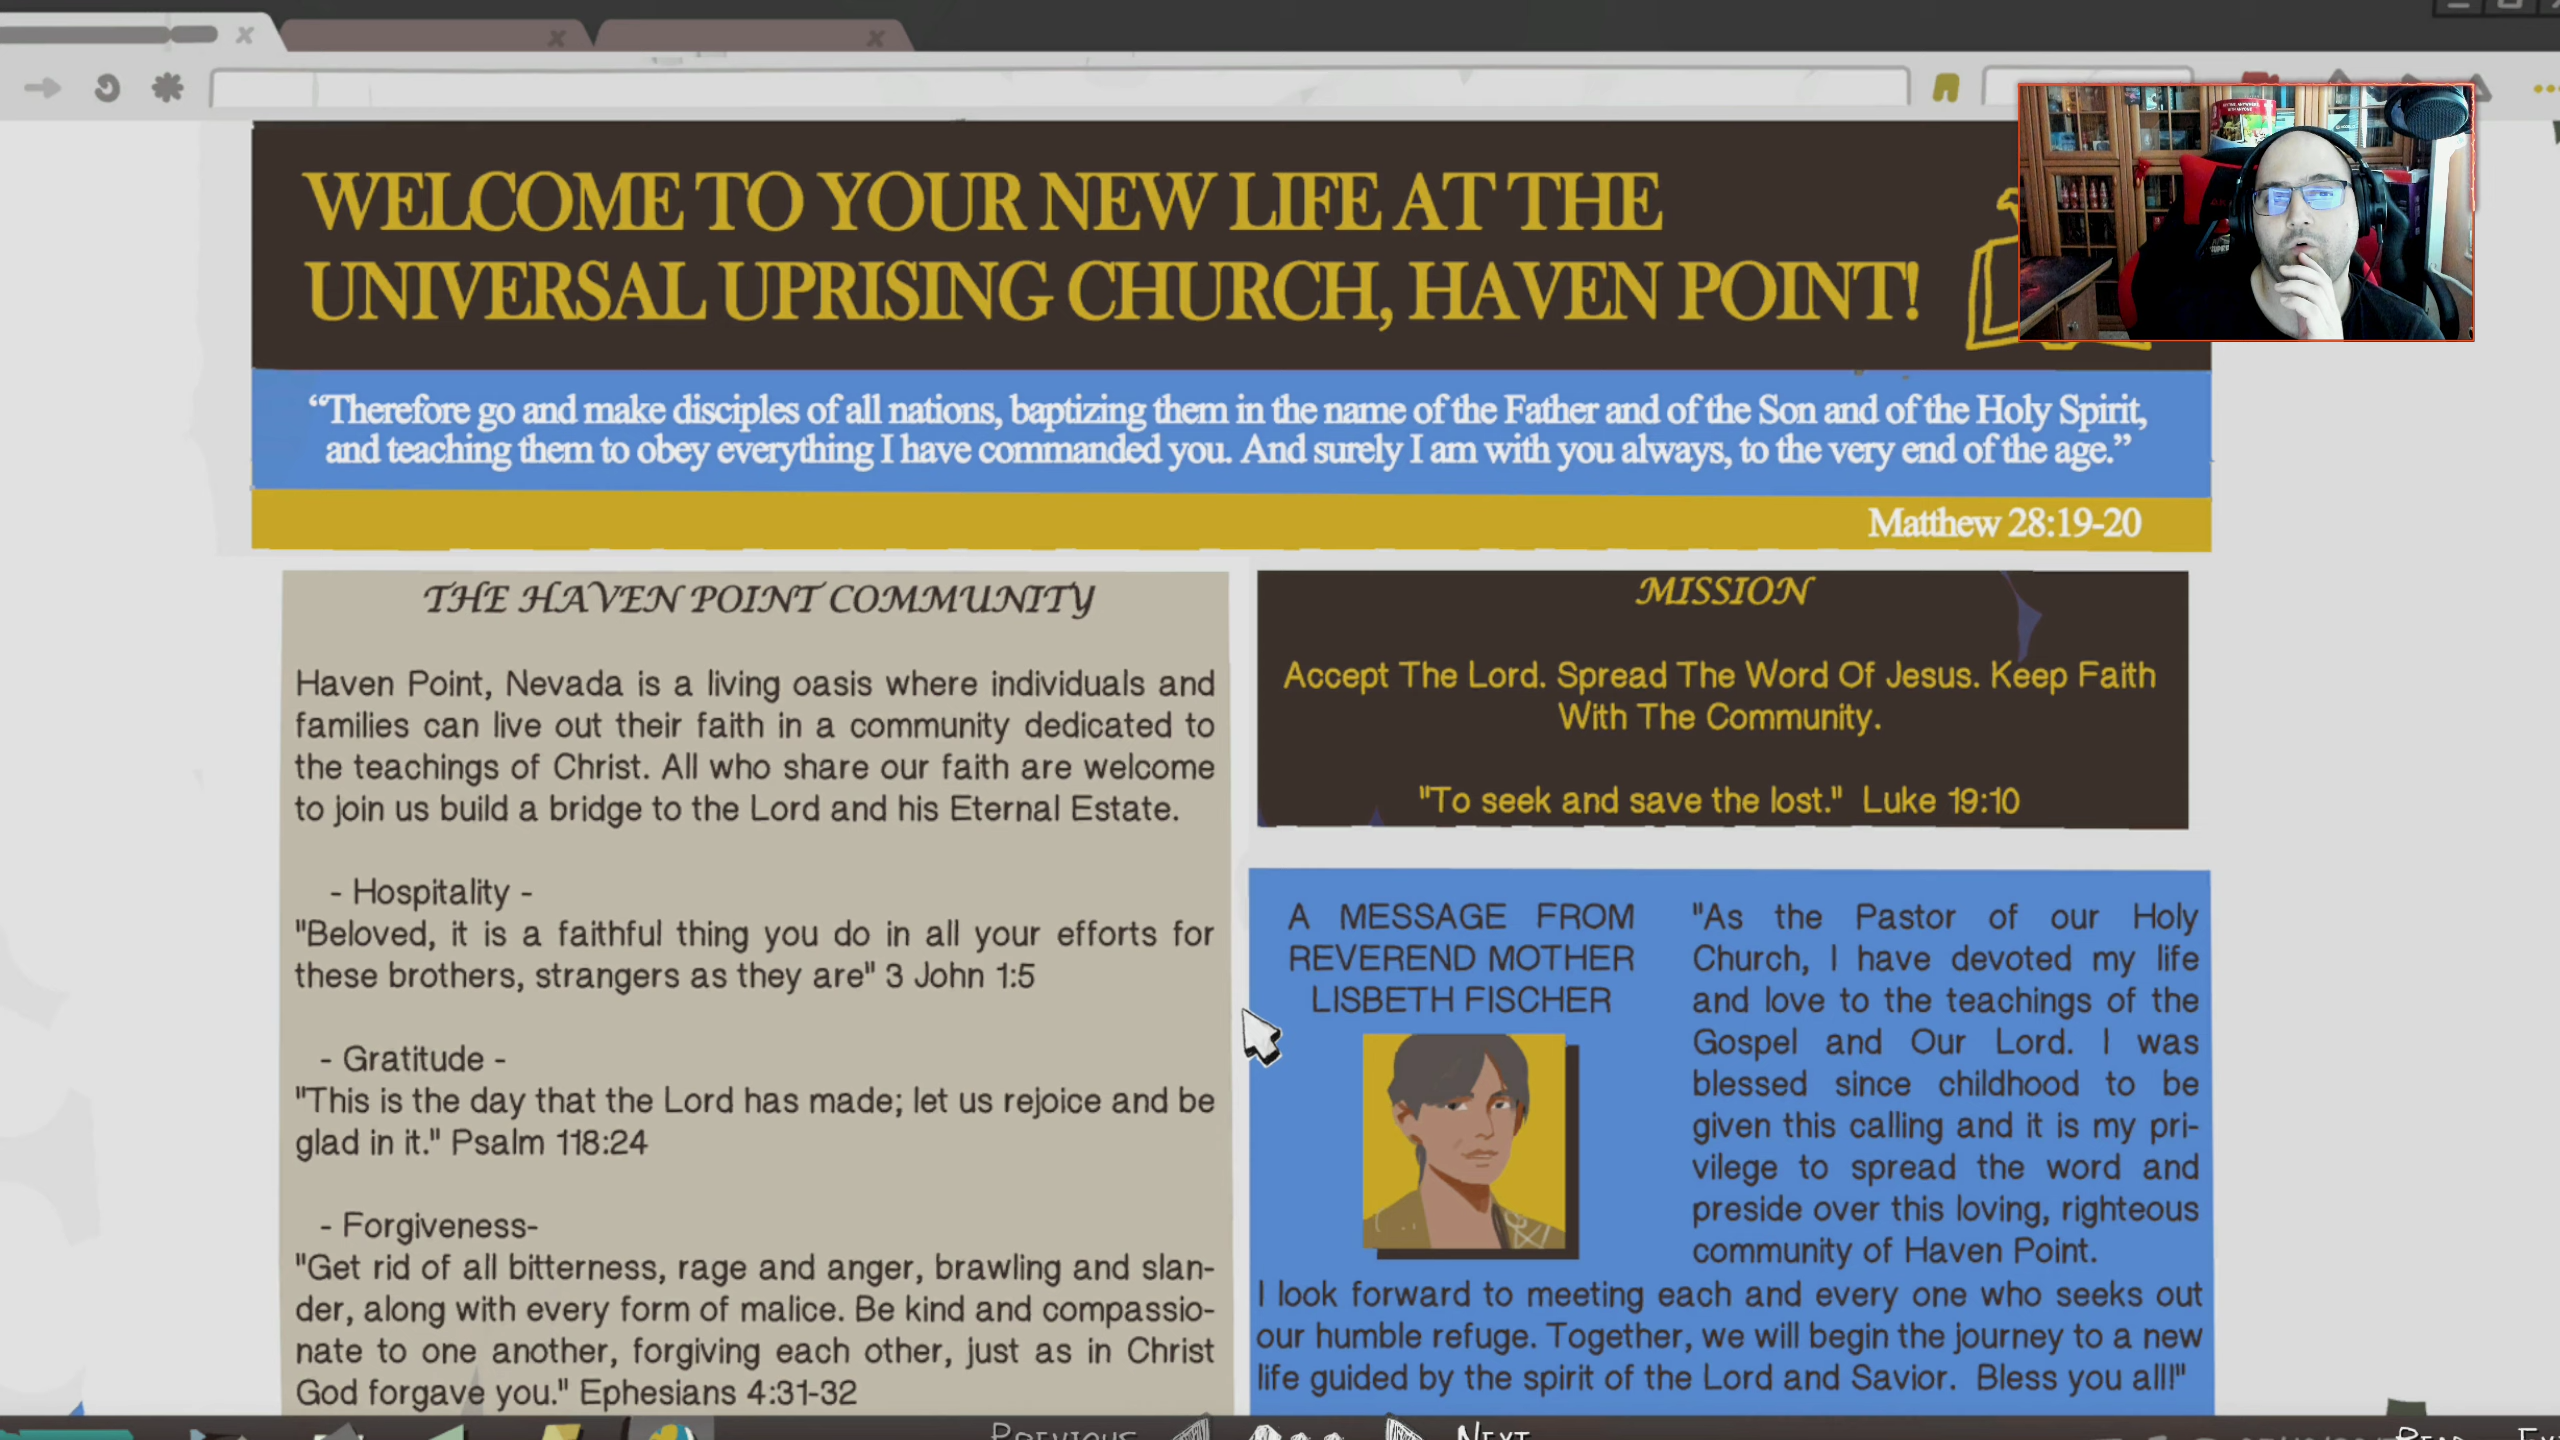 WELCOME TO YOUR NEW LIFE AT THE
UNIVERSAL UPRISING CHURCH, HAVEN POINT!
“Therefore go and make disciples of all nations, baptizing them in the name of the Father and of the Son and of the Holy Spirit,
and teaching them to obey everything I have commanded you. And surely I am with you always, to the very end of the age.”
Matthew 28:19-20
THE HAVEN POINT COMMUNITY
Haven Point, Nevada is a living oasis where individuals and
families can live out their faith in a community dedicated to
the teachings of Christ. All who share our faith are welcome
to join us build a bridge to the Lord and his Eternal Estate.
- Hospitality -
"Beloved, it is a faithful thing you do in all your efforts for
these brothers, strangers as they are" 3 John 1:5
- Gratitude -
"This is the day that the Lord has made; let us rejoice and be
glad in it." Psalm 118:24
- Forgiveness-
"Get rid of all bitterness, rage and anger, brawling and slan-
der, along with every form of malice. Be kind and compassio-
nate to one another, forgiving each other, just as in Christ
God forgave you." Ephesians 4:31-32
MISSION
Accept The Lord. Spread The Word Of Jesus. Keep Faith
With The Community.
"To seek and save the lost." Luke 19:10
A MESSAGE FROM
REVEREND MOTHER
LISBETH FISCHER
"As the Pastor of our Holy
Church, I have devoted my life
and love to the teachings of the
Gospel and Our Lord. I was
blessed since childhood to be
given this calling and it is my pri-
vilege to spread the word and
preside over this loving, righteous
community of Haven Point.
I look forward to meeting each and every one who seeks out
our humble refuge. Together, we will begin the journey to a new
life guided by the spirit of the Lord and Savior. Bless you all!"
PREVIOUS
NEXT
READ